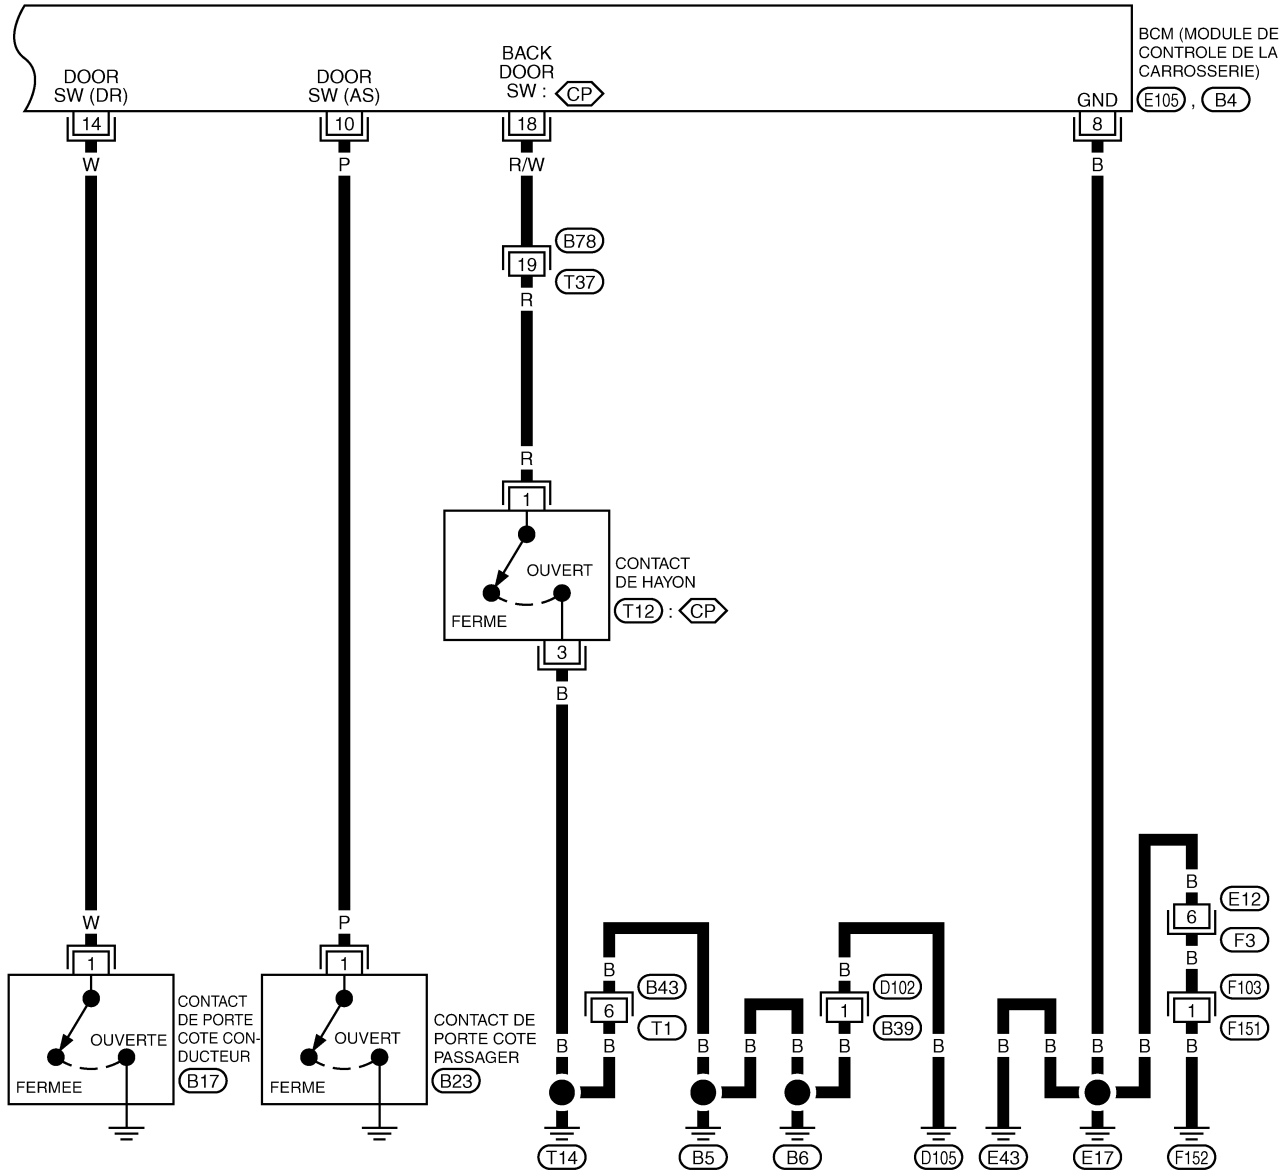 BCM (MODULE DE
CONTROLE DE LA
CARROSSERIE)
E105 , B4
DOOR
SW (DR)
DOOR
SW (AS)
BACK
DOOR
SW : CP
GND
14
10
18
8
W
P
R/W
B
B78
19
T37
R
R
1
OUVERT
FERME
CONTACT
DE HAYON
T12 : CP
3
B
W
P
1
1
OUVERTE
FERMEE
CONTACT
DE PORTE
COTE CON-
DUCTEUR
B17
OUVERT
FERME
CONTACT DE
PORTE COTE
PASSAGER
B23
B
B43
6
T1
B
B
B
B
B
B
D102
1
B39
B
B
B
B
B
B
B
E12
6
F3
B
F103
1
F151
B
T14
B5
B6
D105
E43
E17
F152